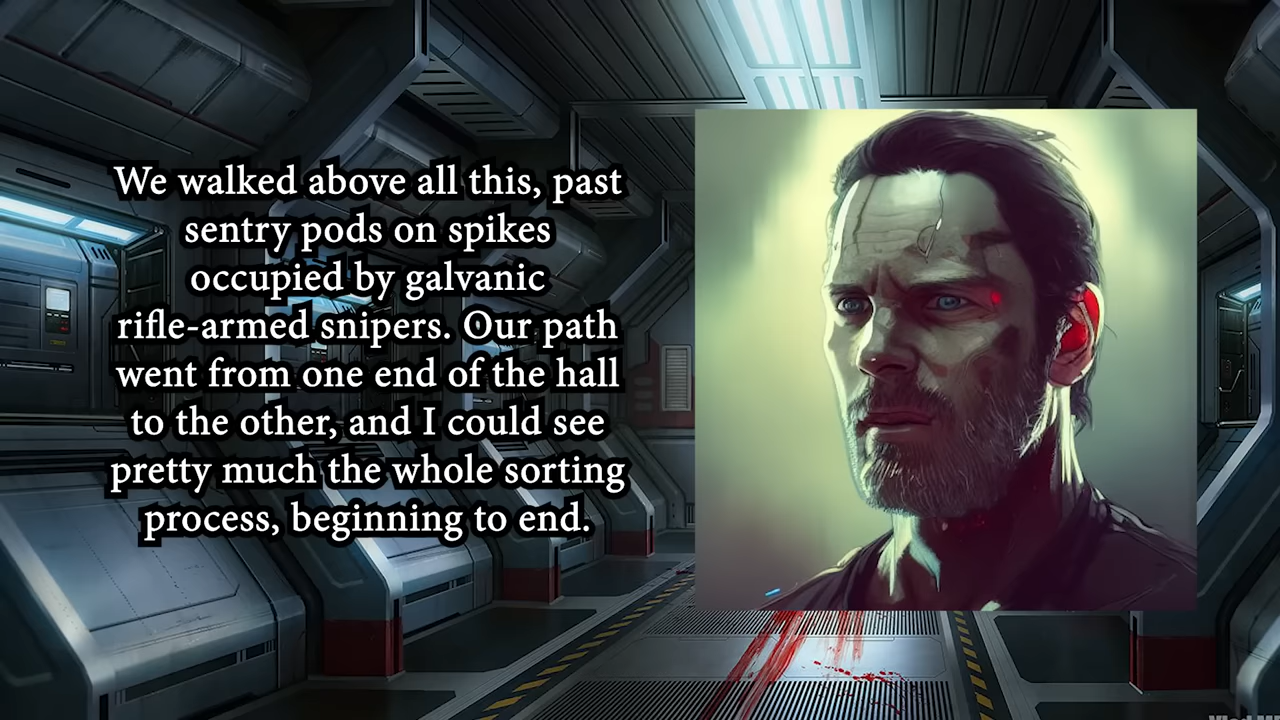 We walked above all this, past
sentry pods on spikes
occupied by galvanic
rifle-armed snipers. Our path
went from one end of the hall
to the other, and I could see
pretty much the whole sorting
process, beginning to end.